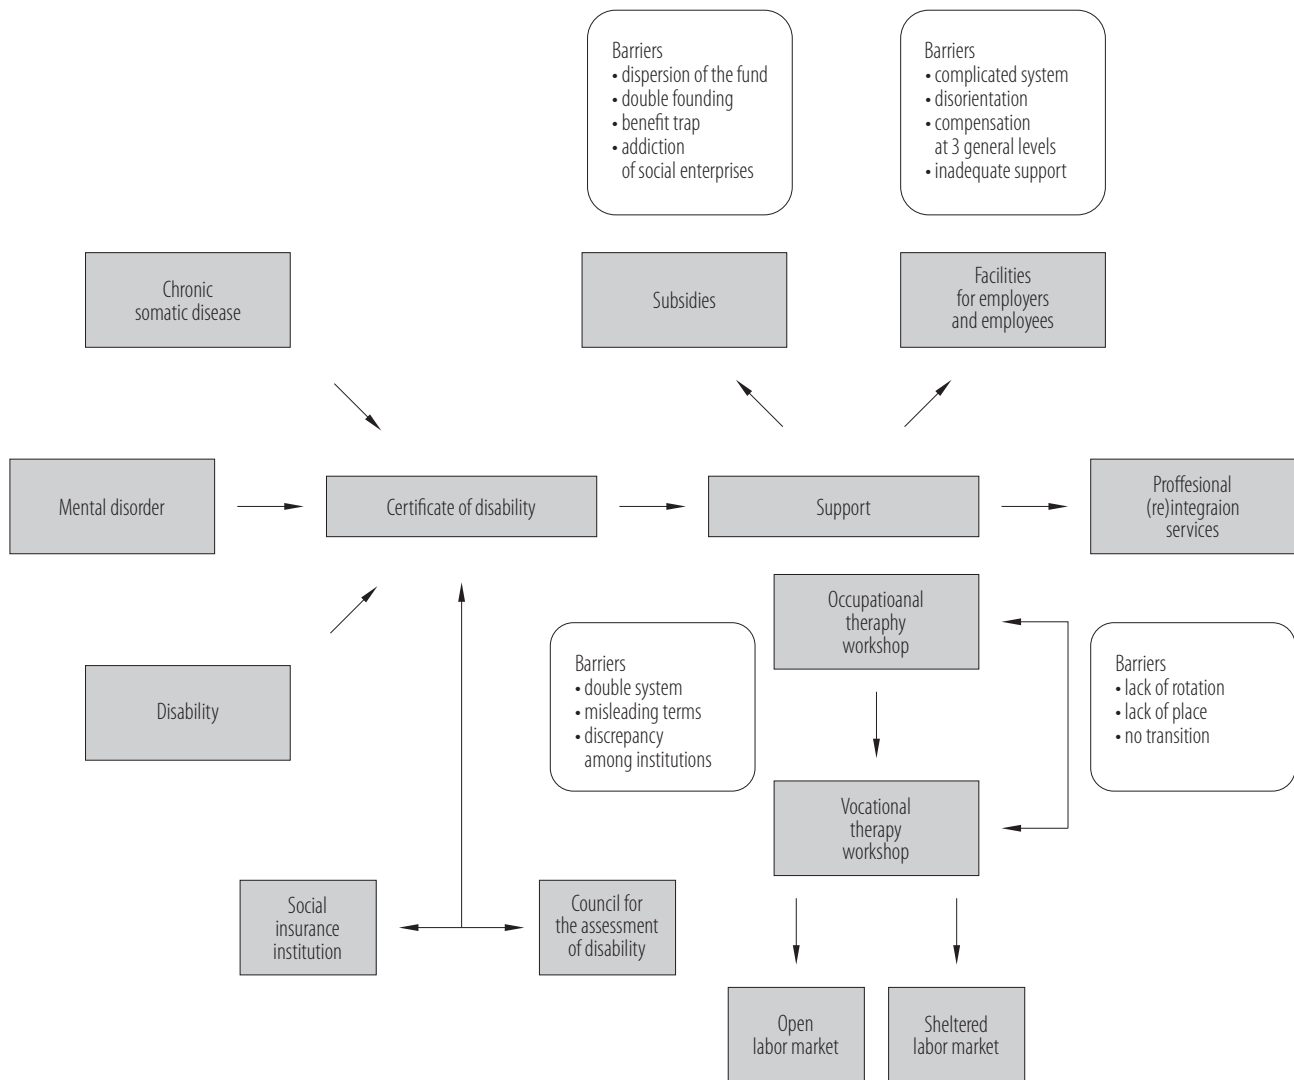 Barriers
• dispersion of the fund
• double founding
• benefit trap
• addiction
of social enterprises
Barriers
• complicated system
• disorientation
• compensation
at 3 general levels
• inadequate support
Chronic
somatic disease
Subsidies
Facilities
for employers
and employees
Mental disorder
Certificate of disability
Support
Proffesional
(re)integraion
services
Disability
Barriers
• double system
• misleading terms
• discrepancy
among institutions
Occupatioanal
theraphy
workshop
Barriers
• lack of rotation
• lack of place
• no transition
Vocational
therapy
workshop
Social
insurance
institution
Council for
the assessment
of disability
Open
labor market
Sheltered
labor market